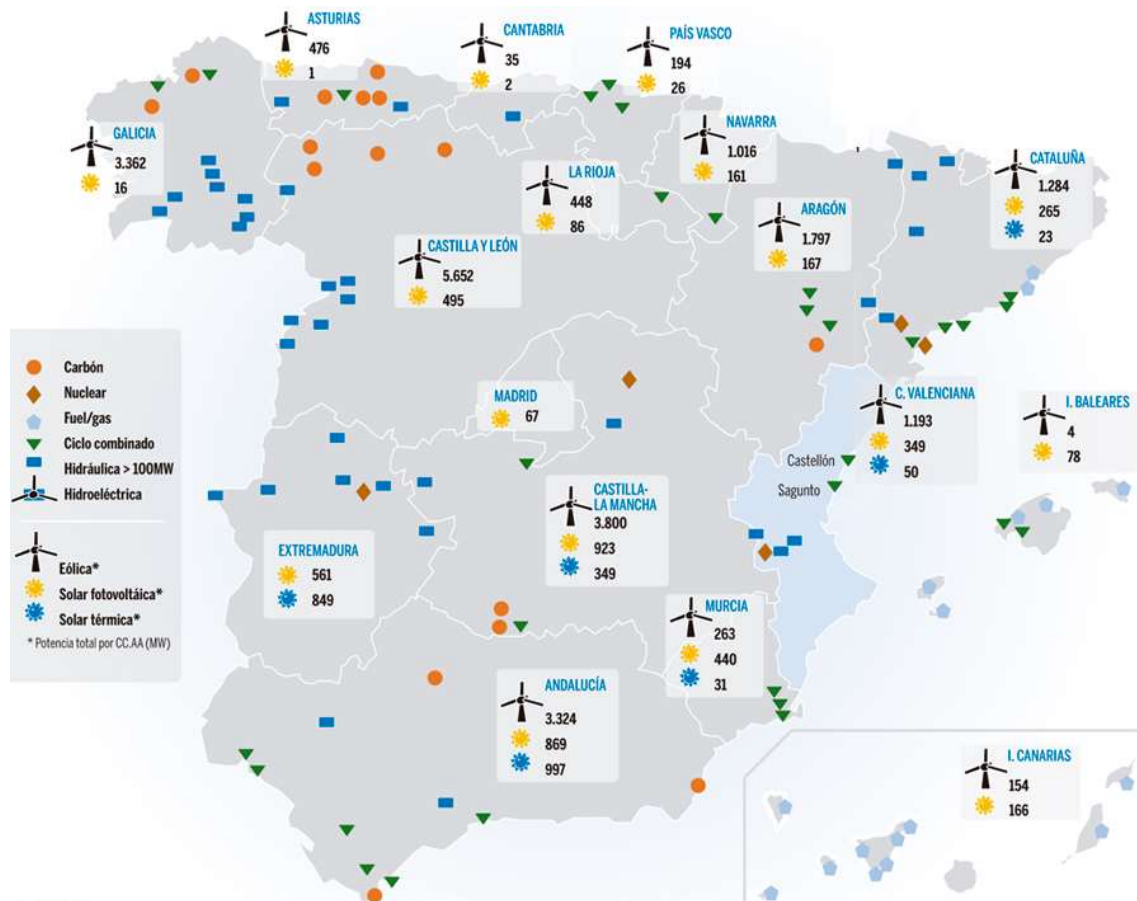 ASTURIAS
476
1
CANTABRIA
35
2
PAÍS VASCO
194
26
GALICIA
3.362
16
NAVARRA
1.016
161
CATALUÑA
1.284
265
23
LA RIOJA
448
86
ARAGÓN
1.797
167
CASTILLA Y LEÓN
5.652
495
Carbón
Nuclear
Fuel/gas
Ciclo combinado
Hidráulica > 100MW
Hidroeléctrica
Eólica*
Solar fotovoltáica*
Solar térmica*
* Potencia total por CC.AA (MW)
MADRID
67
C. VALENCIANA
1.193
349
50
Castellón
Sagunto
I. BALEARES
4
78
CASTILLA-
LA MANCHA
3.800
923
349
EXTREMADURA
561
849
MURCIA
263
440
31
ANDALUCÍA
3.324
869
997
I. CANARIAS
154
166